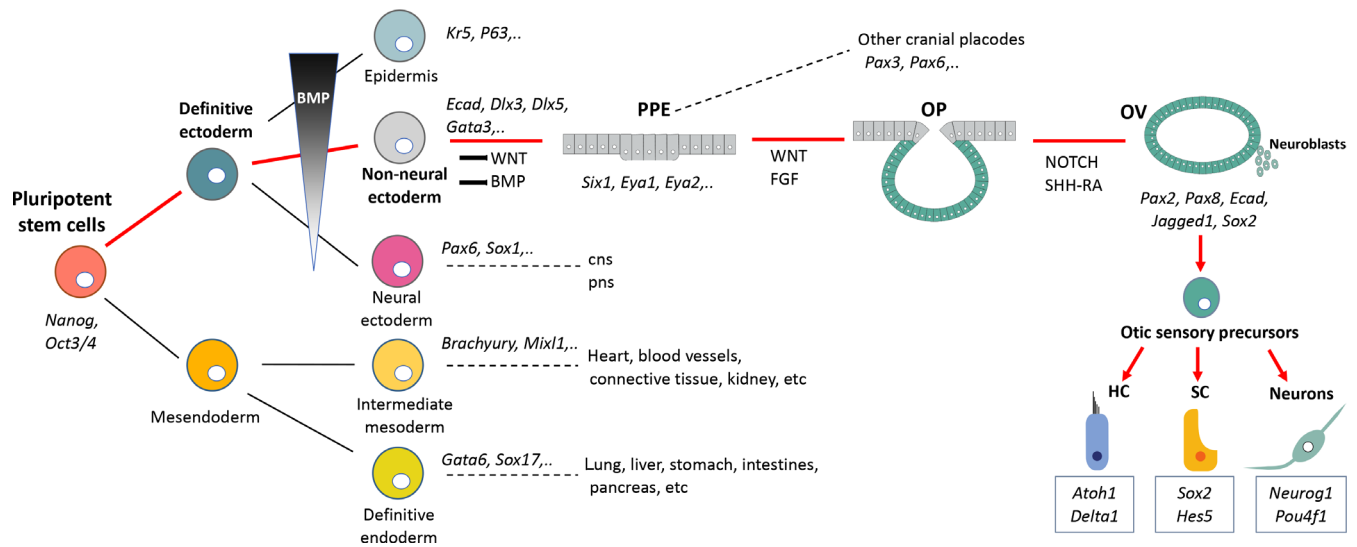 Kr5, P63,..
Epidermis
BMP
Definitive
ectoderm
Ecad, Dlx3, Dlx5,
Gata3,..
WNT
BMP
Non-neural
ectoderm
PPE
Six1, Eya1, Eya2,..
Other cranial placodes
Pax3, Pax6,..
WNT
FGF
OP
NOTCH
SHH-RA
OV
Neuroblasts
Pax2, Pax8, Ecad,
Jagged1, Sox2
Pluripotent
stem cells
Nanog,
Oct3/4
Pax6, Sox1,..
cns
pns
Neural
ectoderm
Mesendoderm
Brachyury, Mixl1,..
Heart, blood vessels,
connective tissue, kidney, etc
Intermediate
mesoderm
Gata6, Sox17,..
Lung, liver, stomach, intestines,
pancreas, etc
Definitive
endoderm
Otic sensory precursors
HC
SC
Neurons
Atoh1
Delta1
Sox2
Hes5
Neurog1
Pou4f1